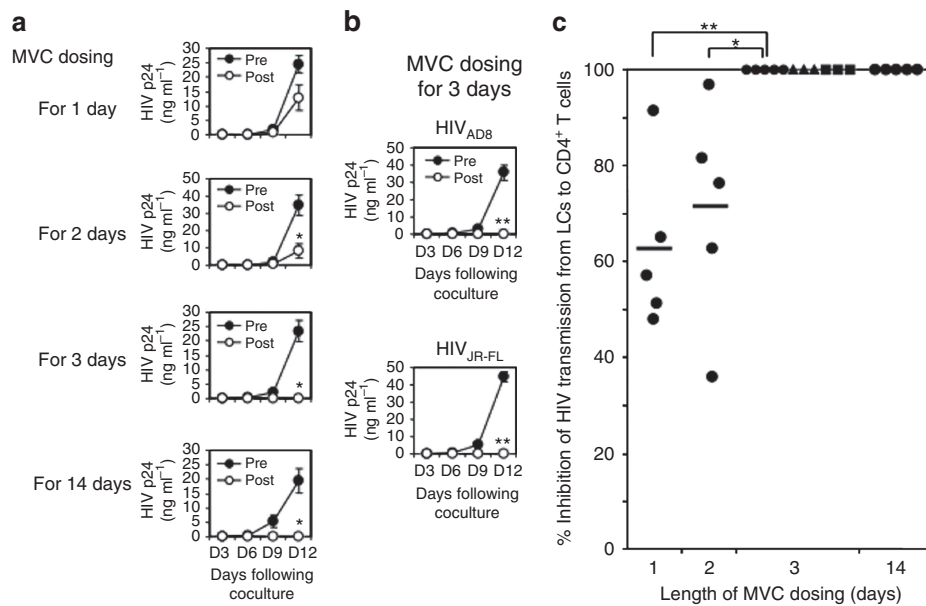 a
MVC dosing
For 1 day
HIV p24
(ng ml⁻¹)
30
25
20
15
10
5
0
Pre
Post
For 2 days
HIV p24
(ng ml⁻¹)
50
40
30
20
10
0
Pre
Post
*
For 3 days
HIV p24
(ng ml⁻¹)
30
25
20
15
10
5
0
Pre
Post
*
For 14 days
HIV p24
(ng ml⁻¹)
30
25
20
15
10
5
0
Pre
Post
*
D3 D6 D9 D12
Days following
coculture
b
MVC dosing
for 3 days
HIV AD8
HIV p24
(ng ml⁻¹)
50
40
30
20
10
0
Pre
Post
**
D3 D6 D9 D12
Days following
coculture
HIV JR-FL
HIV p24
(ng ml⁻¹)
50
40
30
20
10
0
Pre
Post
**
D3 D6 D9 D12
Days following
coculture
c
**
*
% Inhibition of HIV transmission from LCs to CD4⁺ T cells
100
80
60
40
20
0
1 2 3 14
Length of MVC dosing (days)